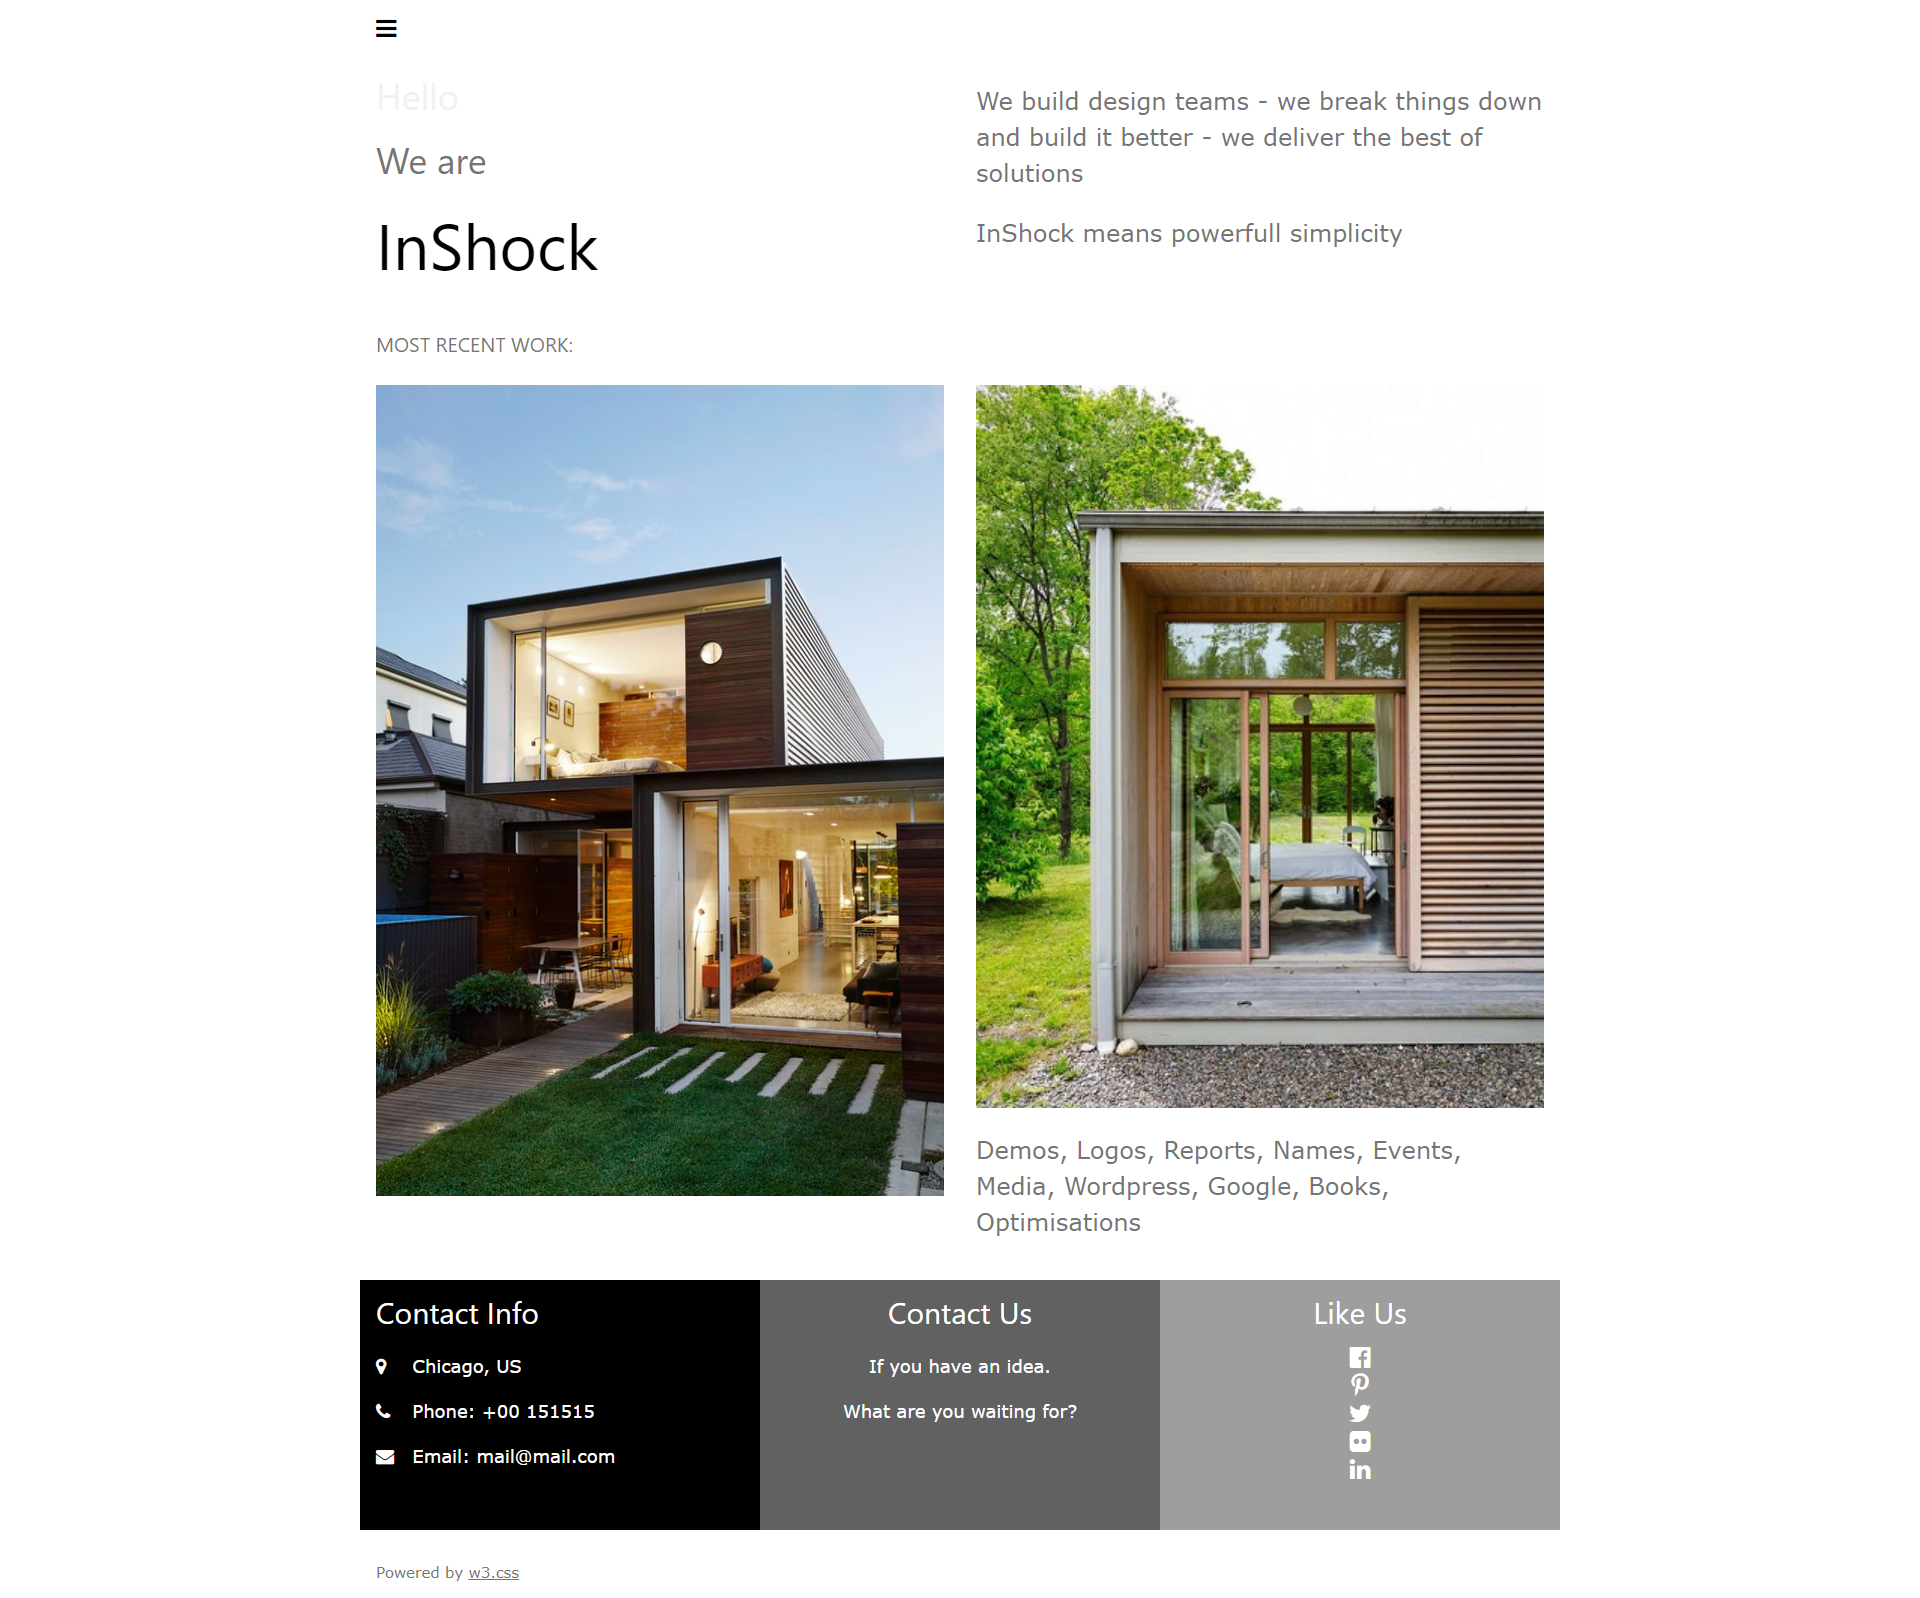 Hello
We are
InShock
We build design teams - we break things down
and build it better - we deliver the best of
solutions
InShock means powerfull simplicity
MOST RECENT WORK:
Demos, Logos, Reports, Names, Events,
Media, Wordpress, Google, Books,
Optimisations
Contact Info
Chicago, US
Phone: +00 151515
Email: mail@mail.com
Contact Us
If you have an idea.
What are you waiting for?
Like Us
Powered by w3.css